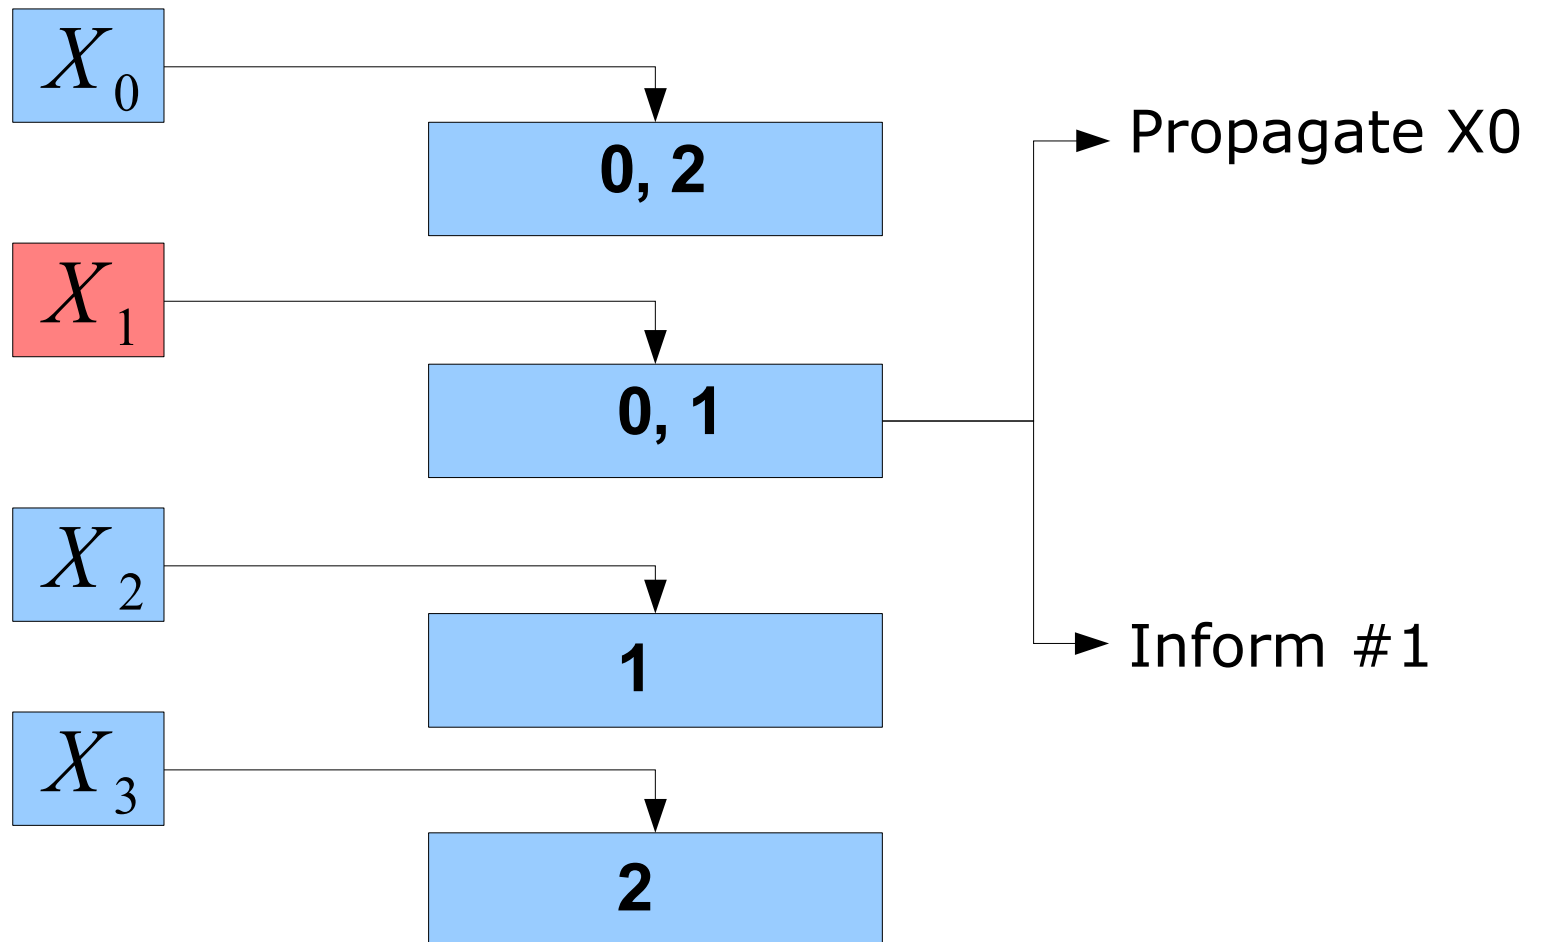 X0
0, 2
Propagate X0
X1
0, 1
X2
1
Inform #1
X3
2